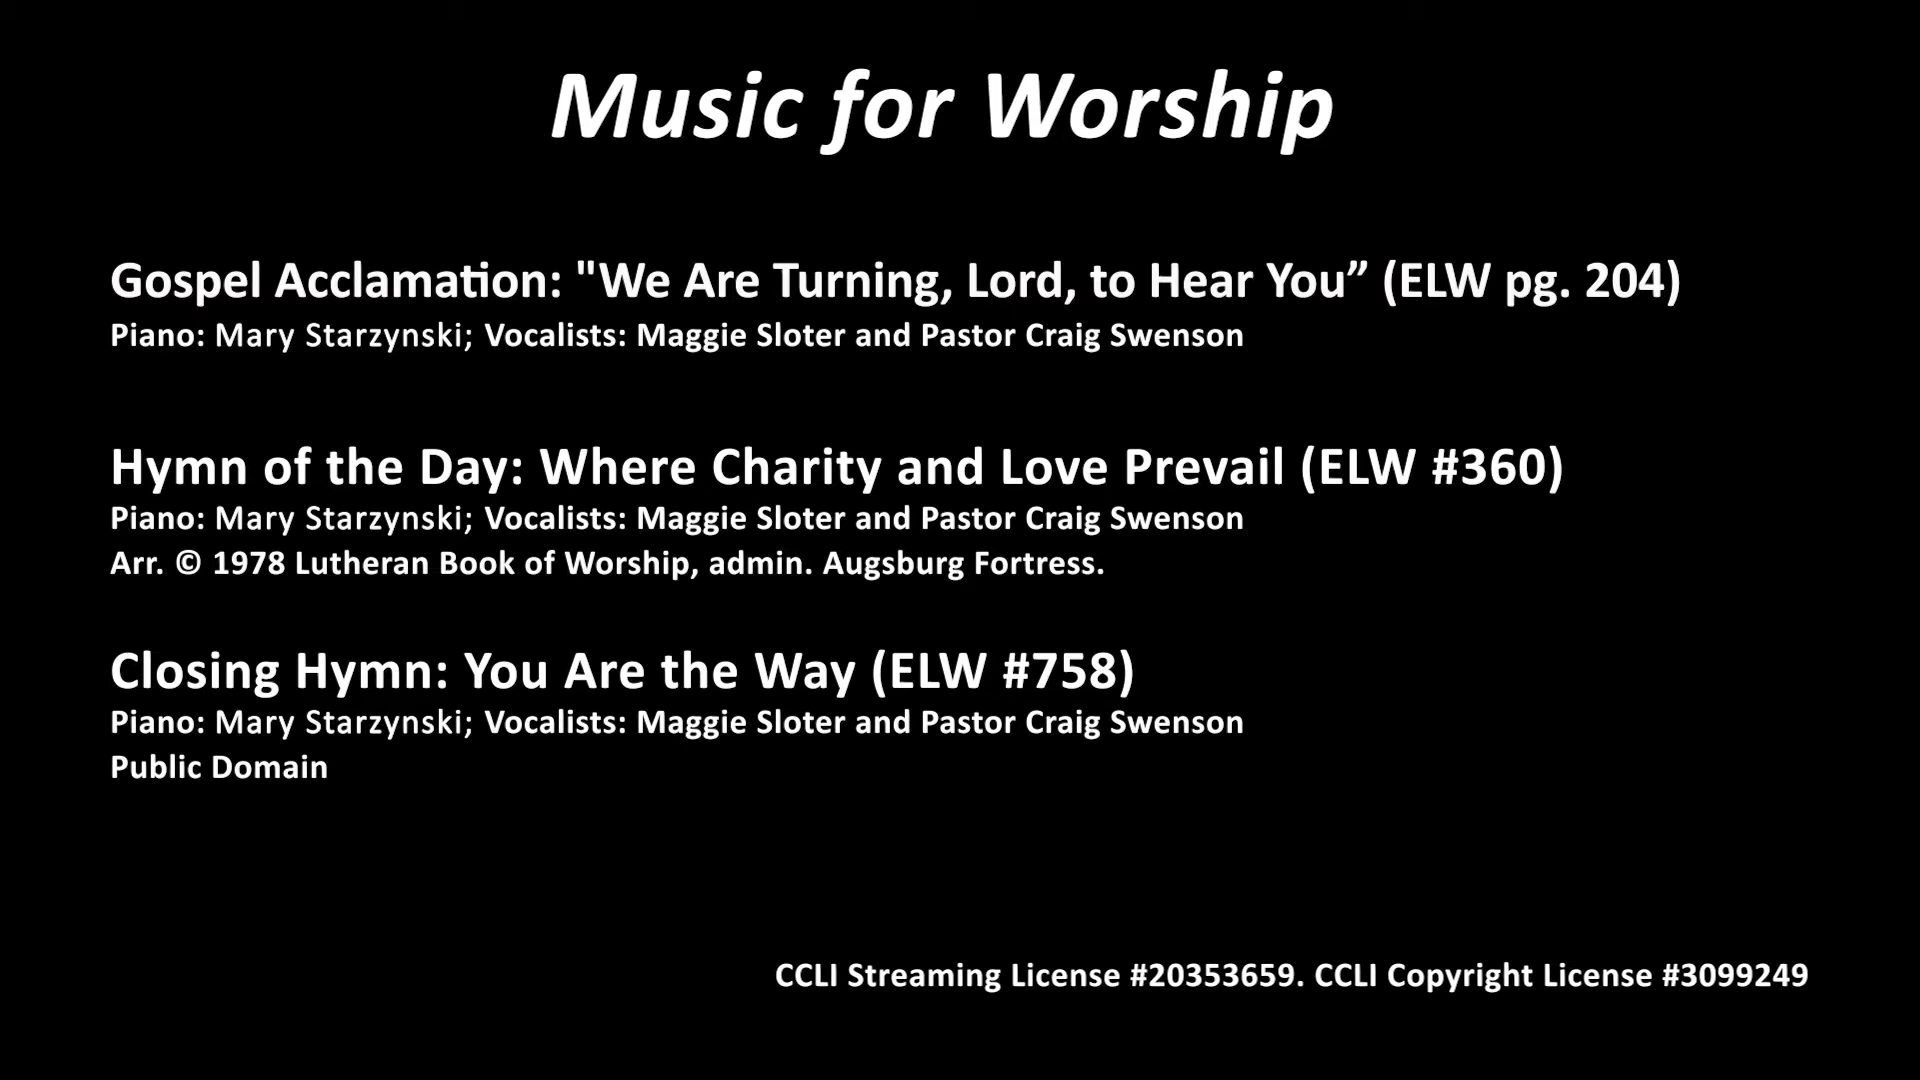 Music for Worship
Gospel Acclamation: "We Are Turning, Lord, to Hear You” (ELW pg. 204)
Piano: Mary Starzynski; Vocalists: Maggie Sloter and Pastor Craig Swenson
Hymn of the Day: Where Charity and Love Prevail (ELW #360)
Piano: Mary Starzynski; Vocalists: Maggie Sloter and Pastor Craig Swenson
Arr. © 1978 Lutheran Book of Worship, admin. Augsburg Fortress.
Closing Hymn: You Are the Way (ELW #758)
Piano: Mary Starzynski; Vocalists: Maggie Sloter and Pastor Craig Swenson
Public Domain
CCLI Streaming License #20353659. CCLI Copyright License #3099249